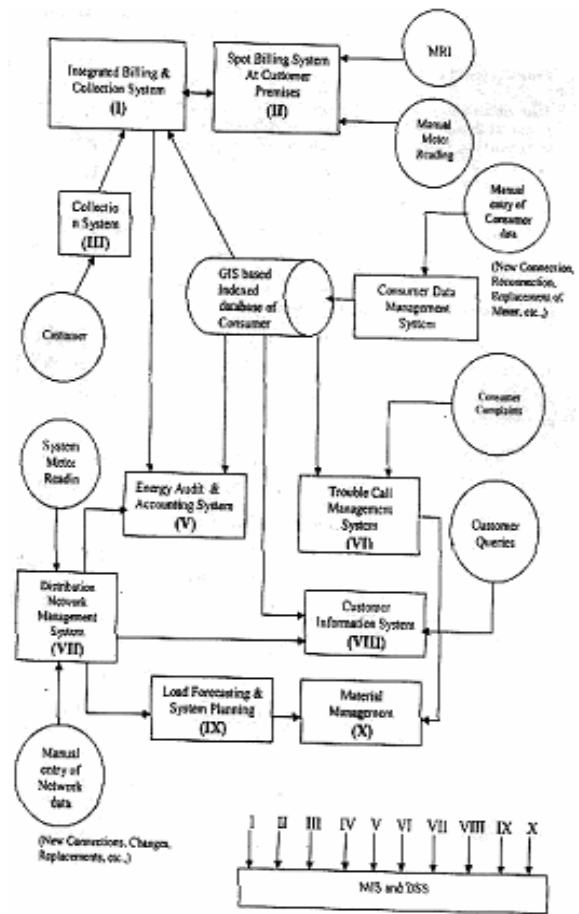 Integrated Billing &
Collection System
(I)
Spot Billing System
At Customer
Premises
(II)
MRI
Manual
Meter
Reading
Collectio
n System
(III)
Customer
GIS based
Indexed
database of
Consumer
Consumer Data
Management
System
Manual
entry of
Consumer
data
(New Connection,
Reconnection,
Replacement of
Meter, etc.,)
Consumer
Complaints
System
Meter
Readin
Energy Audit &
Accounting System
(V)
Trouble Call
Management
System
(VI)
Customer
Queries
Distribution
Network
Management
System
(VII)
Customer
Information System
(VIII)
Load Forecasting &
System Planning
(IX)
Material
Management
(X)
Manual
entry of
Network
data
(New Connections, Changes,
Replacements, etc.,)
I II III IV V VI VII VIII IX X
MIS and DSS